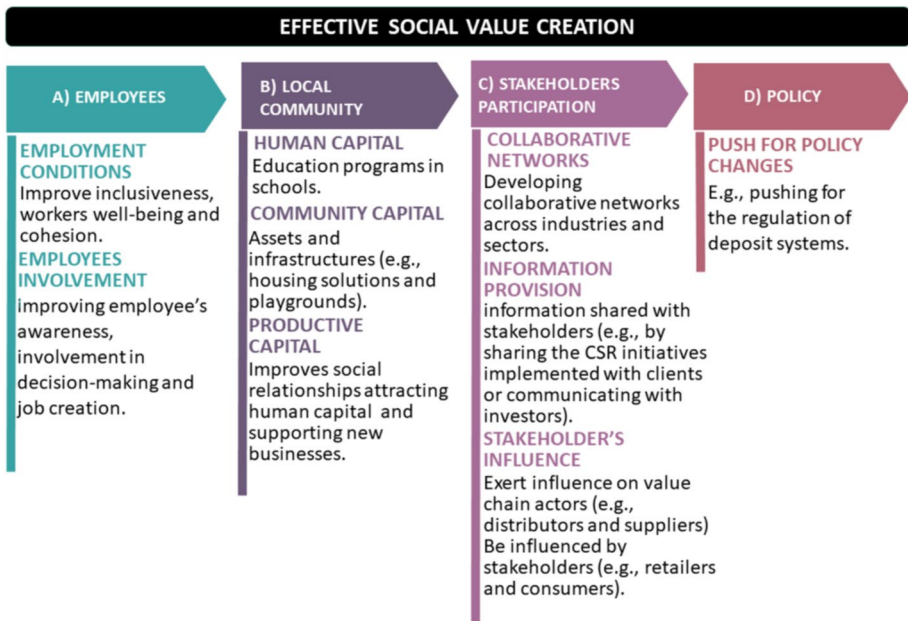 EFFECTIVE SOCIAL VALUE CREATION
A) EMPLOYEES
EMPLOYMENT
CONDITIONS
Improve inclusiveness,
workers well-being and
cohesion.
EMPLOYEES
INVOLVEMENT
improving employee's
awareness,
involvement in
decision-making and
job creation.
B) LOCAL
COMMUNITY
HUMAN CAPITAL
Education programs in
schools.
COMMUNITY CAPITAL
Assets and
infrastructures (e.g.,
housing solutions and
playgrounds).
PRODUCTIVE
CAPITAL
Improves social
relationships attracting
human capital and
supporting new
businesses.
C) STAKEHOLDERS
PARTICIPATION
COLLABORATIVE
NETWORKS
Developing
collaborative networks
across industries and
sectors.
INFORMATION
PROVISION
information shared with
stakeholders (e.g., by
sharing the CSR initiatives
implemented with clients
or communicating with
investors).
STAKEHOLDER'S
INFLUENCE
Exert influence on value
chain actors (e.g.,
distributors and suppliers)
Be influenced by
stakeholders (e.g., retailers
and consumers).
D) POLICY
PUSH FOR POLICY
CHANGES
E.g., pushing for
the regulation of
deposit systems.